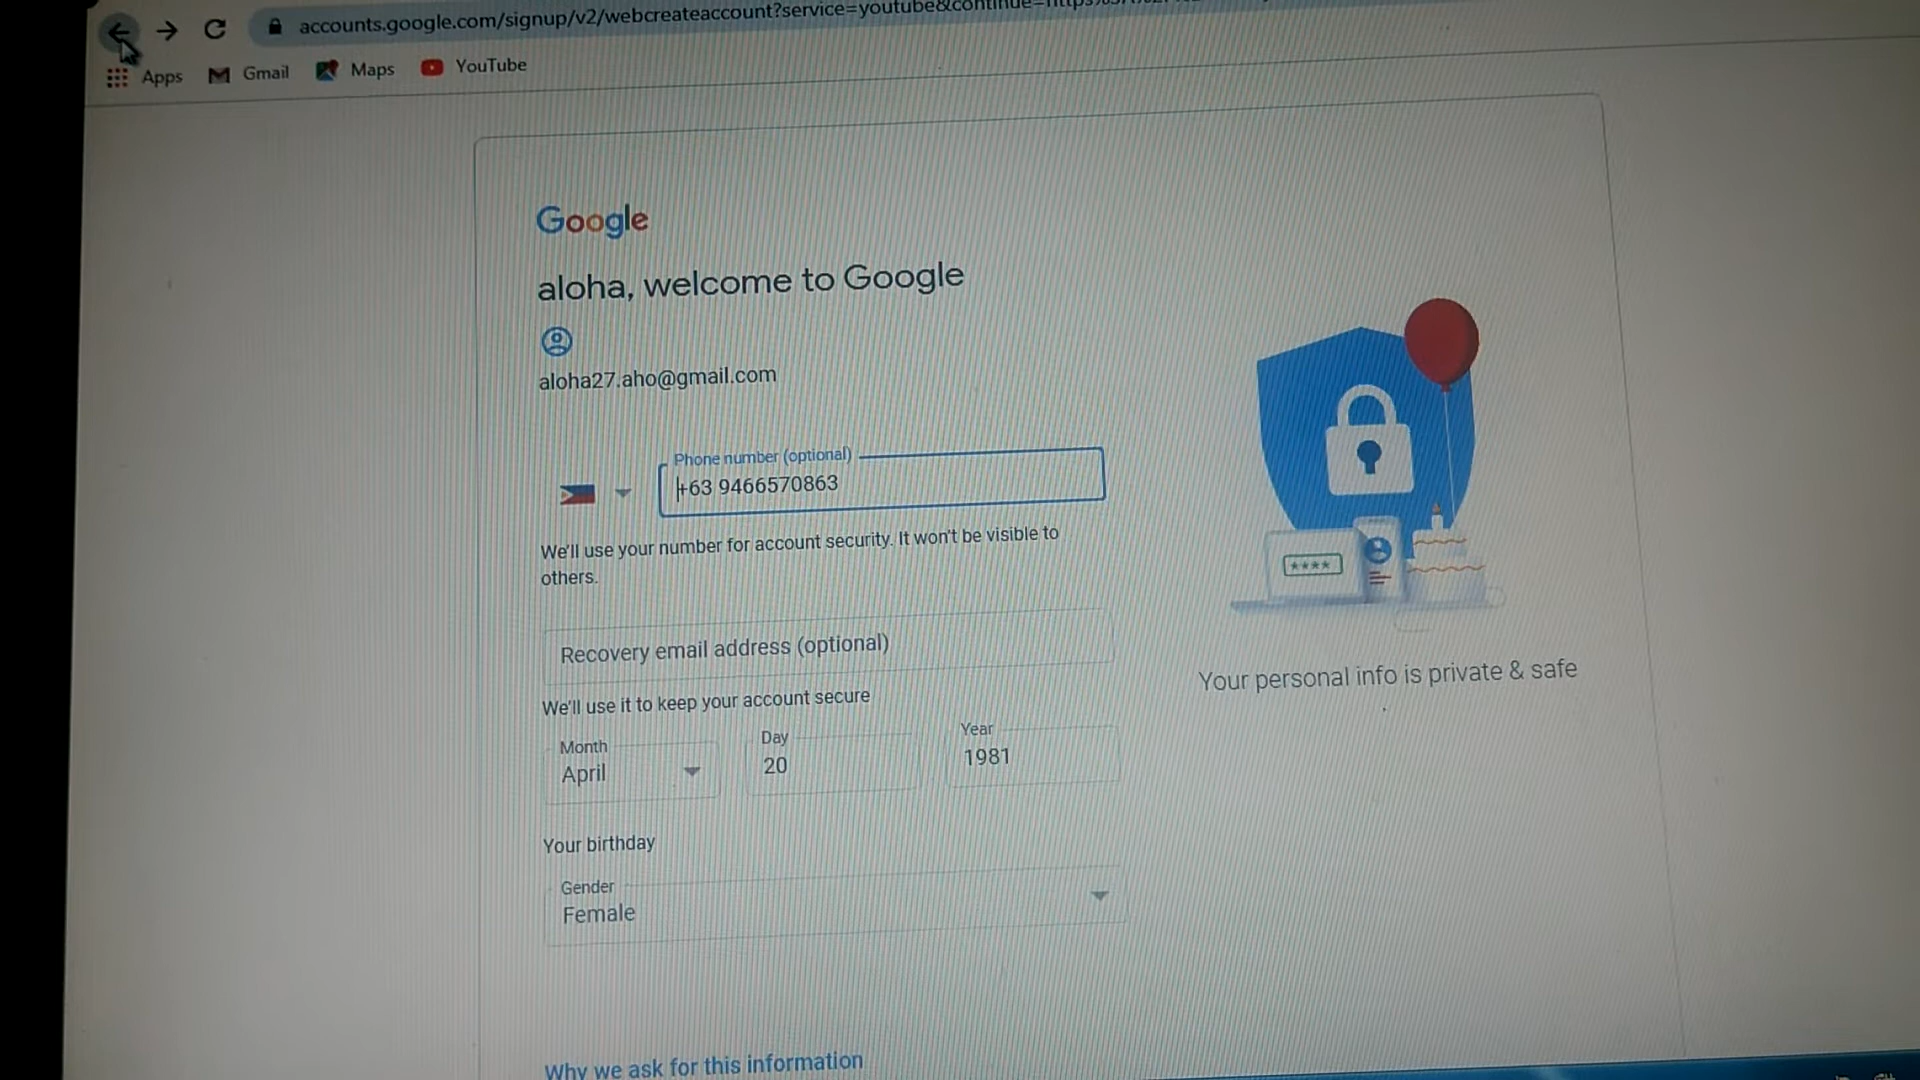 accounts.google.com/signup/v2/webcreateaccount?service=youtube&continue=https
Apps Gmail Maps YouTube
Google
aloha, welcome to Google
aloha27.aho@gmail.com
Phone number (optional)
+63 9466570863
We'll use your number for account security. It won't be visible to
others.
Recovery email address (optional)
We'll use it to keep your account secure
Month Day Year
April 20 1981
Your birthday
Gender
Female
Why we ask for this information
****
Your personal info is private & safe